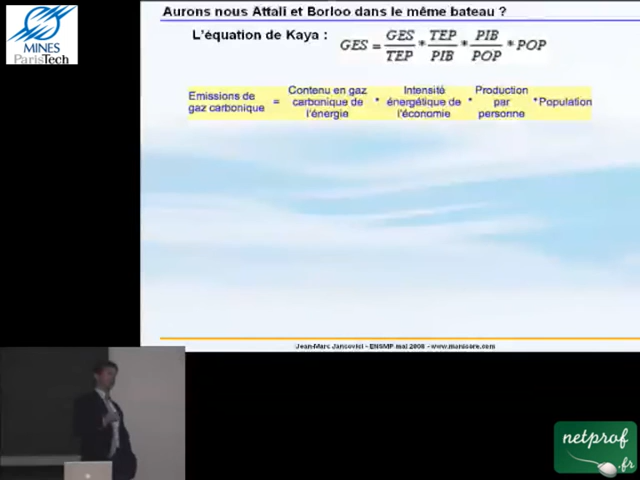 Aurons nous Attali et Borloo dans le même bateau ?
MINES
ParisTech
L'équation de Kaya :
GES = GES/TEP * TEP/PIB * PIB/POP * POP
Emissions de gaz carbonique = Contenu en gaz carbonique de l'énergie * Intensité énergétique de l'économie * Production par personne * Population
Jean-Marc Jancovici - ENSMP mai 2008 - www.manicore.com
netprof
.fr